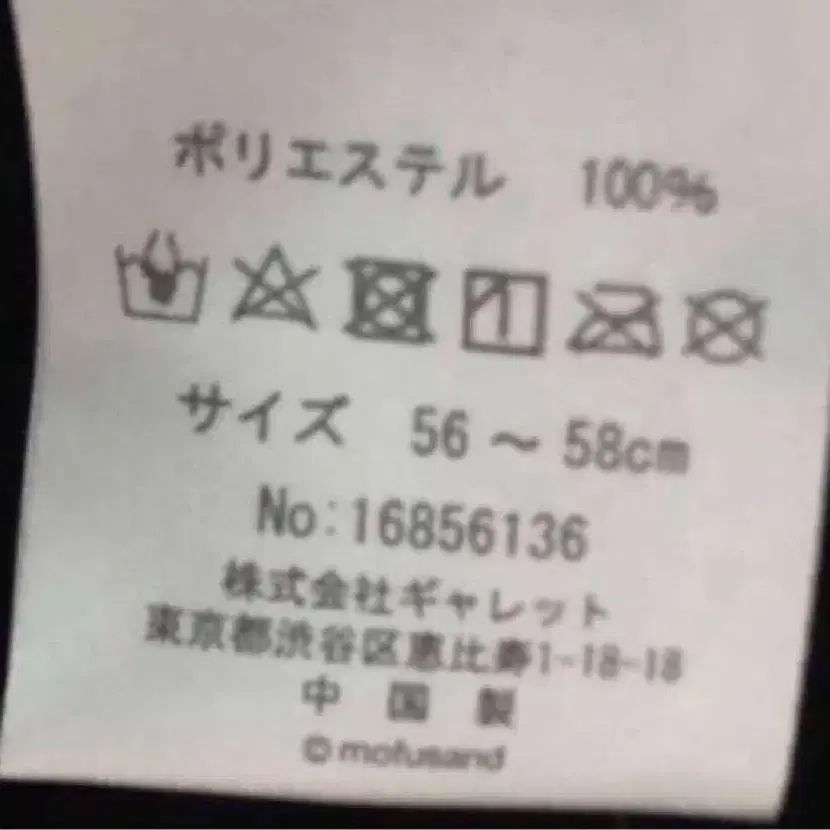 ポリエステル 100%
サイズ 56～58cm
No:16856136
株式会社ギャレット
東京都渋谷区恵比寿1-18-18
中国製
©mofusand